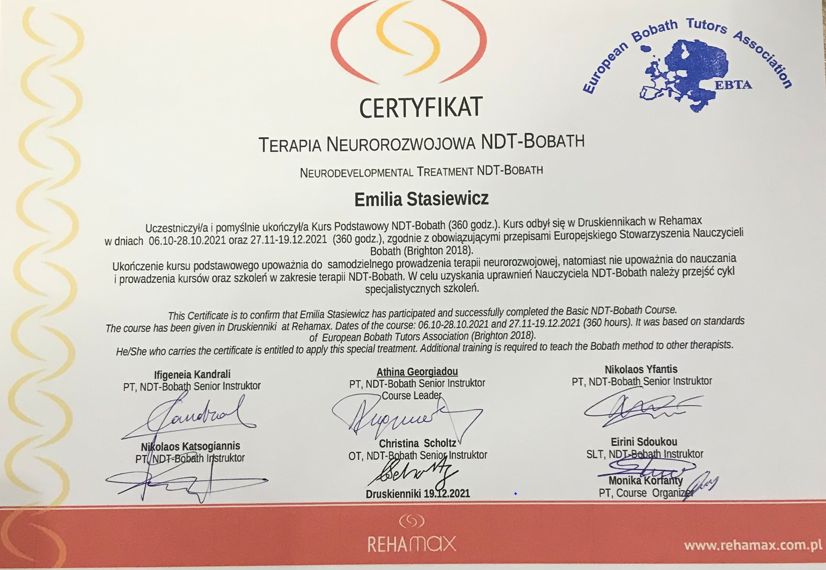 European Bobath Tutors Association
EBTA
CERTYFIKAT
TERAPIA NEUROROZWOJOWA NDT-BOBATH
NEURODEVELOPMENTAL TREATMENT NDT-BOBATH
Emilia Stasiewicz
Uczestniczył/a i pomyślnie ukończył/a Kurs Podstawowy NDT-Bobath (360 godz.). Kurs odbył się w Druskiennikach w Rehamax
w dniach 06.10-28.10.2021 oraz 27.11-19.12.2021 (360 godz.), zgodnie z obowiązującymi przepisami Europejskiego Stowarzyszenia Nauczycieli
Bobath (Brighton 2018).
Ukończenie kursu podstawowego upoważnia do samodzielnego prowadzenia terapii neurorozwojowej, natomiast nie upoważnia do nauczania
i prowadzenia kursów oraz szkoleń w zakresie terapii NDT-Bobath. W celu uzyskania uprawnień Nauczyciela NDT-Bobath należy przejść cykl
specjalistycznych szkoleń.
This Certificate is to confirm that Emilia Stasiewicz has participated and successfully completed the Basic NDT-Bobath Course.
The course has been given in Druskienniki at Rehamax. Dates of the course: 06.10-28.10.2021 and 27.11-19.12.2021 (360 hours). It was based on standards
of European Bobath Tutors Association (Brighton 2018).
He/She who carries the certificate is entitled to apply this special treatment. Additional training is required to teach the Bobath method to other therapists.
Ifigeneia Kandrali
PT, NDT-Bobath Senior Instruktor
Athina Georgiadou
PT, NDT-Bobath Senior Instruktor
Course Leader
Nikolaos Yfantis
PT, NDT-Bobath Senior Instruktor
Nikolaos Katsogiannis
PT, NDT-Bobath Instruktor
Christina Scholtz
OT, NDT-Bobath Senior Instruktor
Eirini Sdoukou
SLT, NDT-Bobath Instruktor
Monika Korfanty
PT, Course Organizer
Druskienniki 19.12.2021
REHAMAX
www.rehamax.com.pl